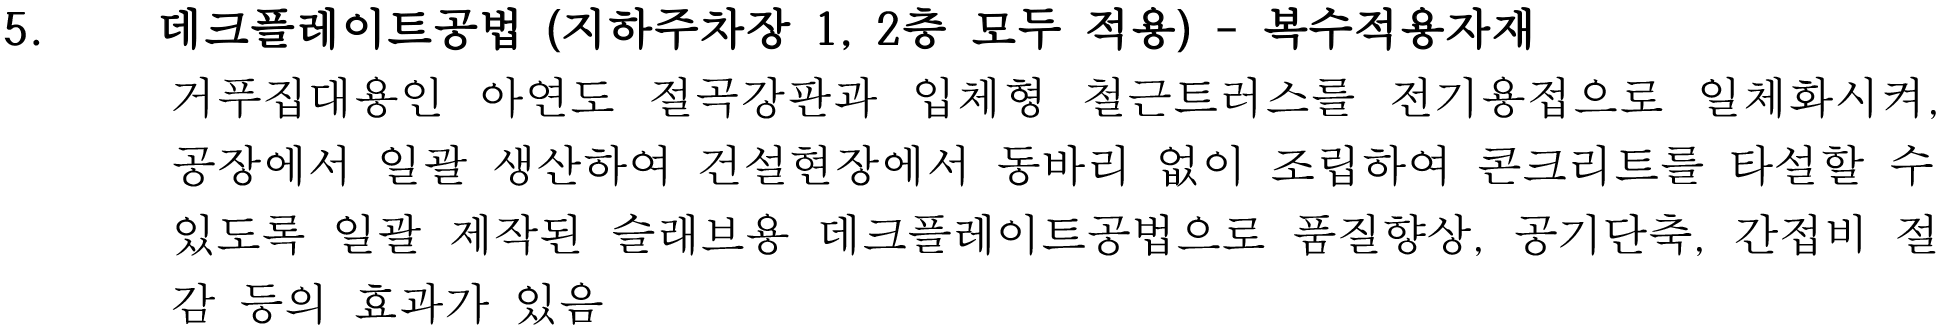 5. 데크플레이트공법 (지하주차장 1, 2층 모두 적용) - 복수적용자재
거푸집대용인 아연도 절곡강판과 입체형 철근트러스를 전기용접으로 일체화시켜,
공장에서 일괄 생산하여 건설현장에서 동바리 없이 조립하여 콘크리트를 타설할 수
있도록 일괄 제작된 슬래브용 데크플레이트공법으로 품질향상, 공기단축, 간접비 절
감 등의 효과가 있음